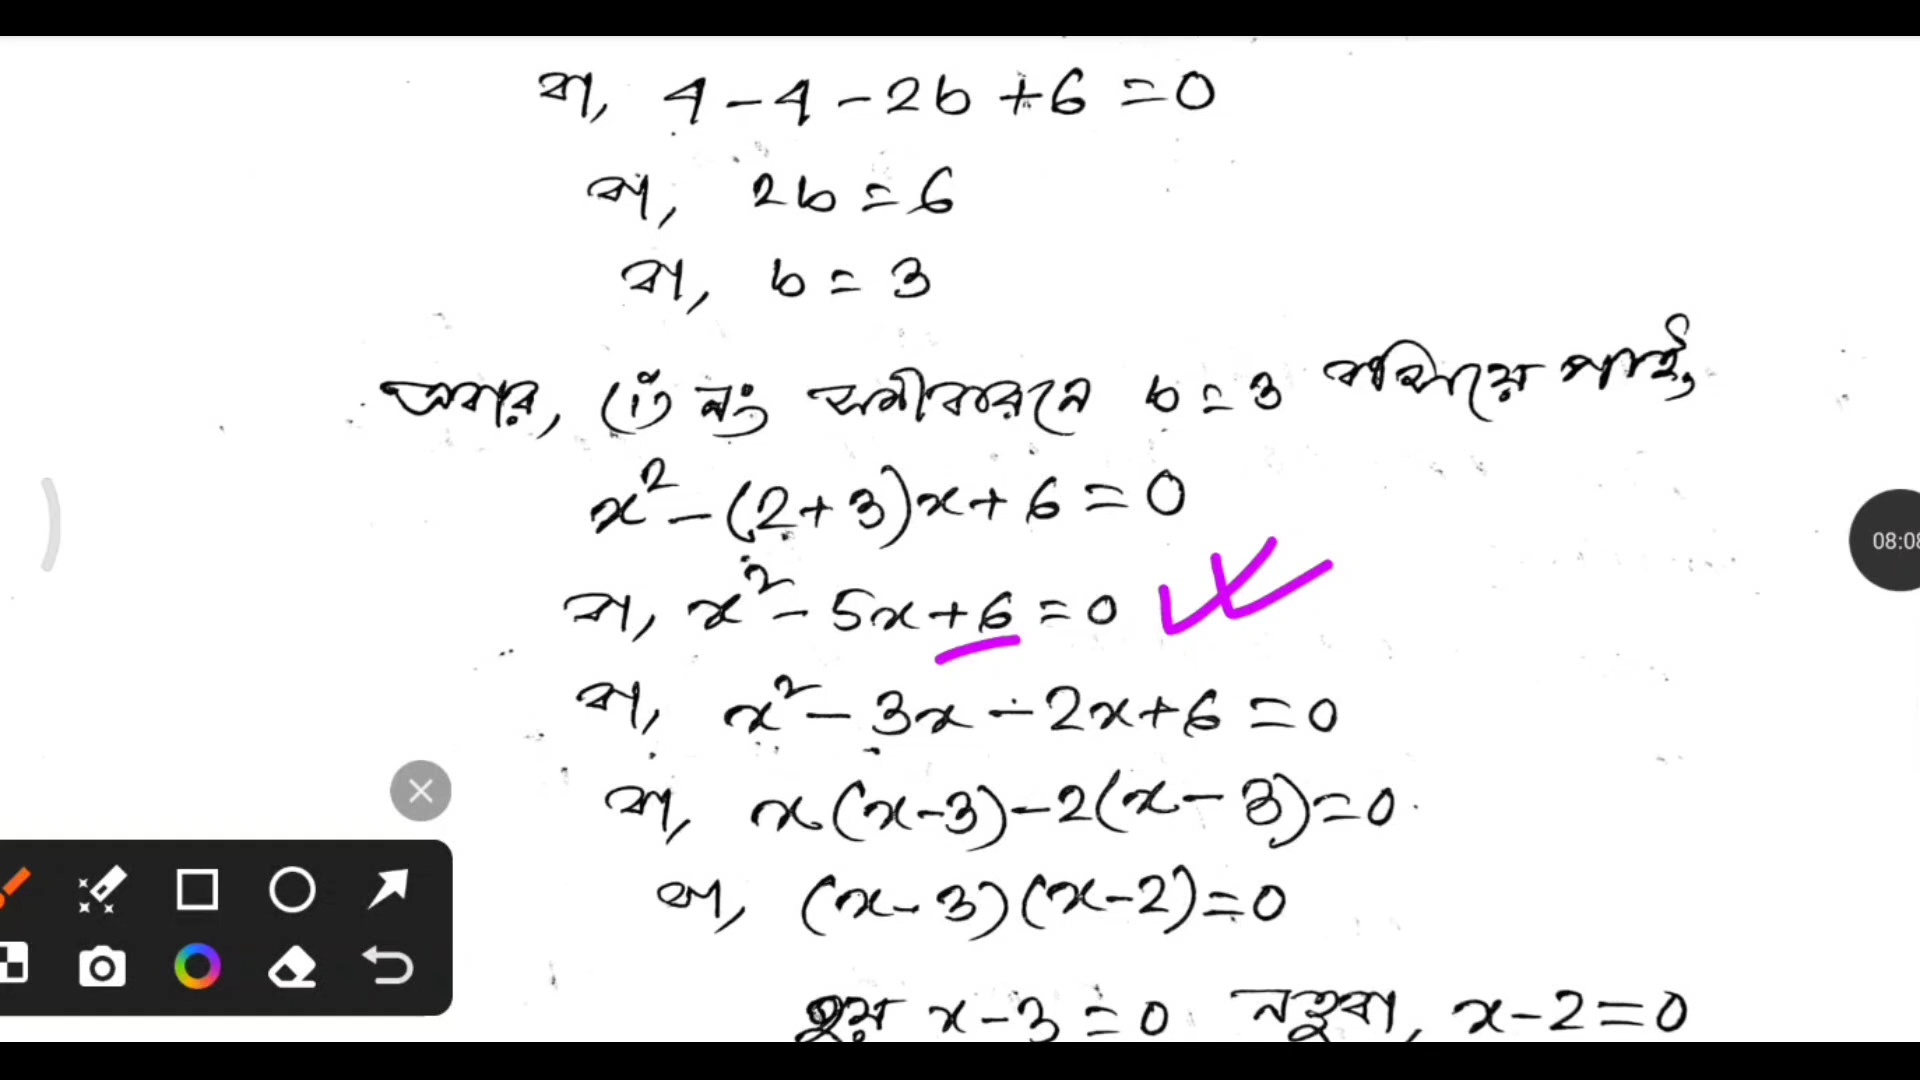 বা, 4 - 4 - 2b + 6 = 0
বা, 2b = 6
বা, b = 3
আবার, নং সমীকরনে b = 3 বসিয়ে পাই,
x² - (2 + 3)x + 6 = 0
08:08
বা, x² - 5x + 6 = 0
বা, x² - 3x - 2x + 6 = 0
বা, x(x - 3) - 2(x - 3) = 0
বা, (x - 3)(x - 2) = 0
হয় x - 3 = 0 নতুবা, x - 2 = 0